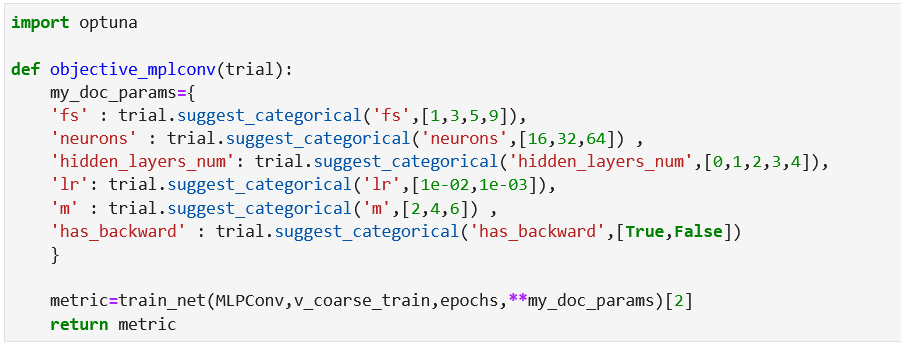 import optuna

def objective_mplconv(trial):
    my_doc_params={
    'fs' : trial.suggest_categorical('fs',[1,3,5,9]),
    'neurons' : trial.suggest_categorical('neurons',[16,32,64]) ,
    'hidden_layers_num': trial.suggest_categorical('hidden_layers_num',[0,1,2,3,4]),
    'lr': trial.suggest_categorical('lr',[1e-02,1e-03]),
    'm' : trial.suggest_categorical('m',[2,4,6]) ,
    'has_backward' : trial.suggest_categorical('has_backward',[True,False])
    }

    metric=train_net(MLPConv,v_coarse_train,epochs,**my_doc_params)[2]
    return metric